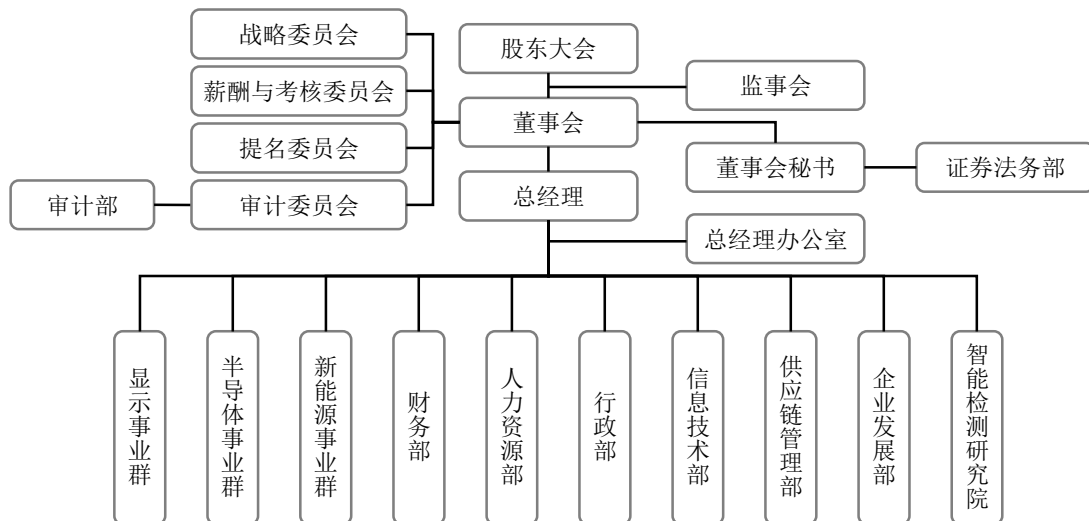 战略委员会
股东大会
薪酬与考核委员会
监事会
董事会
提名委员会
董事会秘书
证券法务部
审计部
审计委员会
总经理
总经理办公室
显示事业群
半导体事业群
新能源事业群
财务部
人力资源部
行政部
信息技术部
供应链管理部
企业发展部
智能检测研究院